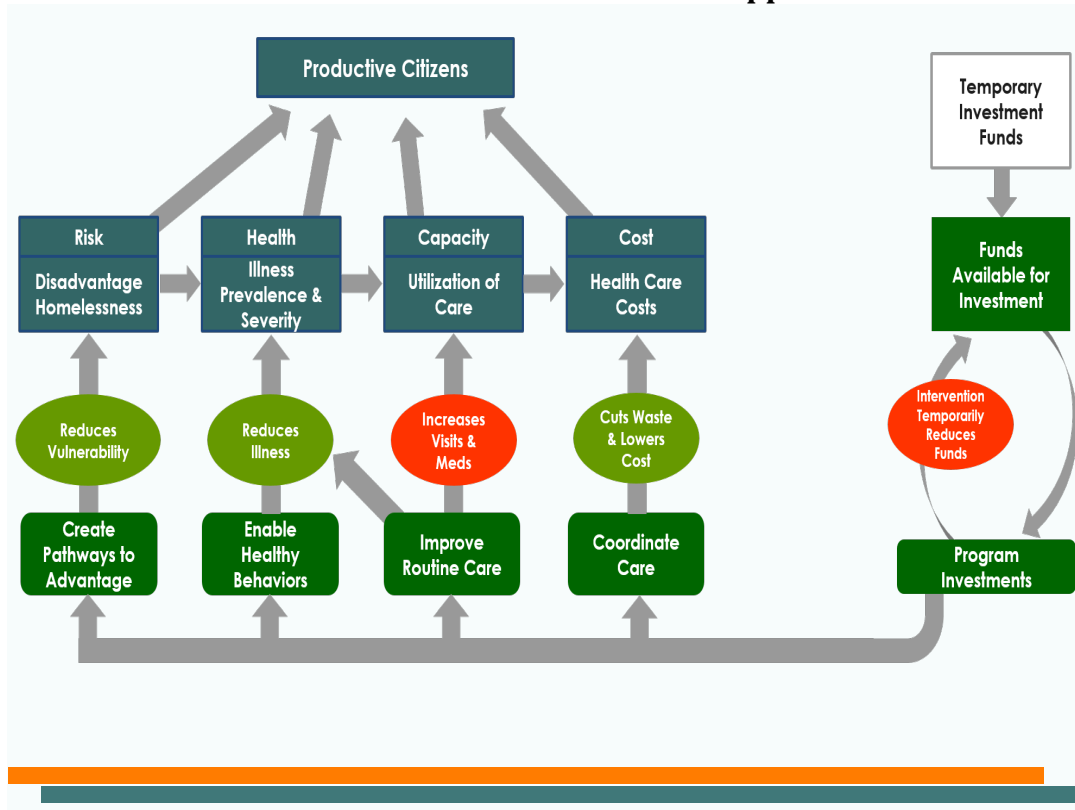 Productive Citizens
Temporary
Investment
Funds
Risk
Disadvantage
Homelessness
Health
Illness
Prevalence &
Severity
Capacity
Utilization of
Care
Cost
Health Care
Costs
Funds
Available for
Investment
Reduces
Vulnerability
Reduces
Illness
Increases
Visits &
Meds
Cuts Waste
& Lowers
Cost
Intervention
Temporarily
Reduces
Funds
Create
Pathways to
Advantage
Enable
Healthy
Behaviors
Improve
Routine Care
Coordinate
Care
Program
Investments